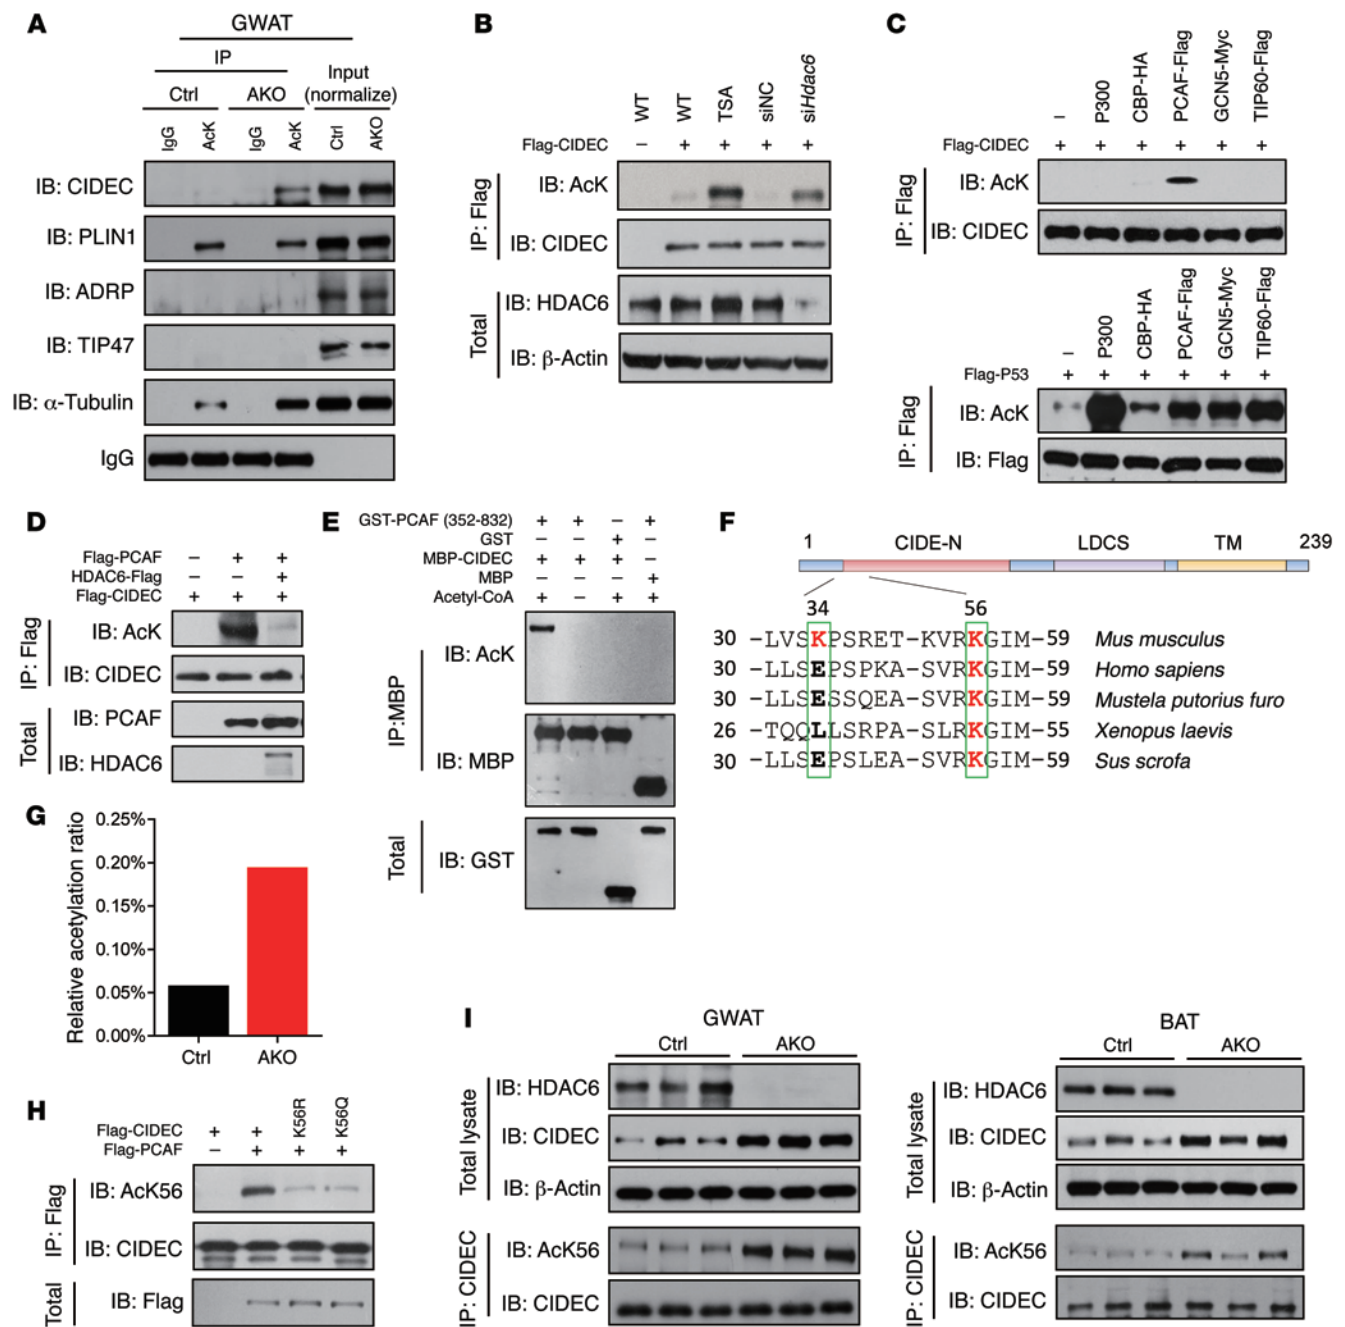 A
GWAT
IP
Input
(normalize)
Ctrl AKO
IgG AcK IgG AcK Ctrl AKO
IB: CIDEC
IB: PLIN1
IB: ADRP
IB: TIP47
IB: α-Tubulin
IgG
B
WT WT TSA siNC siHdac6
Flag-CIDEC – + + + +
IP: Flag
IB: AcK
IB: CIDEC
Total
IB: HDAC6
IB: β-Actin
C
– P300 CBP-HA PCAF-Flag GCN5-Myc TIP60-Flag
Flag-CIDEC + + + + + +
IP: Flag
IB: AcK
IB: CIDEC
– P300 CBP-HA PCAF-Flag GCN5-Myc TIP60-Flag
Flag-P53 + + + + + +
IP: Flag
IB: AcK
IB: Flag
D
Flag-PCAF – + +
HDAC6-Flag – – +
Flag-CIDEC + + +
IP: Flag
IB: AcK
IB: CIDEC
Total
IB: PCAF
IB: HDAC6
E
GST-PCAF (352-832) + + – +
GST – – + –
MBP-CIDEC + + + –
MBP – – – +
Acetyl-CoA + – + +
IP:MBP
IB: AcK
IB: MBP
Total
IB: GST
F
1 CIDE-N LDCS TM 239
34 56
30 -LVSKPSRET-KVRKGIM-59 Mus musculus
30 -LLSEPSPKA-SVRKGIM-59 Homo sapiens
30 -LLSESSQEA-SVRKGIM-59 Mustela putorius furo
26 -TQQLLSRPA-SLRKGIM-55 Xenopus laevis
30 -LLSEPSLEA-SVRKGIM-59 Sus scrofa
G
Relative acetylation ratio
0.25%
0.20%
0.15%
0.10%
0.05%
0.00%
Ctrl AKO
H
Flag-CIDEC + + K56R K56Q
Flag-PCAF – + + +
IP: Flag
IB: AcK56
IB: CIDEC
Total
IB: Flag
I
GWAT
Ctrl AKO
Total lysate
IB: HDAC6
IB: CIDEC
IB: β-Actin
IP: CIDEC
IB: AcK56
IB: CIDEC
BAT
Ctrl AKO
Total lysate
IB: HDAC6
IB: CIDEC
IB: β-Actin
IP: CIDEC
IB: AcK56
IB: CIDEC